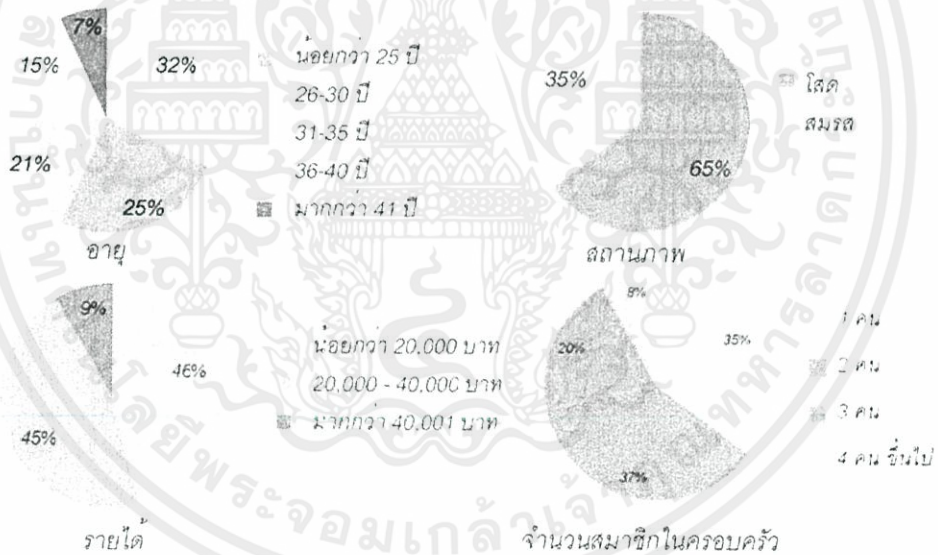 7%
15%
32%
21%
25%
น้อยกว่า 25 ปี
26-30 ปี
31-35 ปี
36-40 ปี
มากกว่า 41 ปี
อายุ
35%
65%
โสด
สมรส
สถานภาพ
9%
46%
45%
น้อยกว่า 20,000 บาท
20,000 - 40,000 บาท
มากกว่า 40,001 บาท
รายได้
8%
20%
35%
37%
1 คน
2 คน
3 คน
4 คน ขึ้นไป
จำนวนสมาชิกในครอบครัว